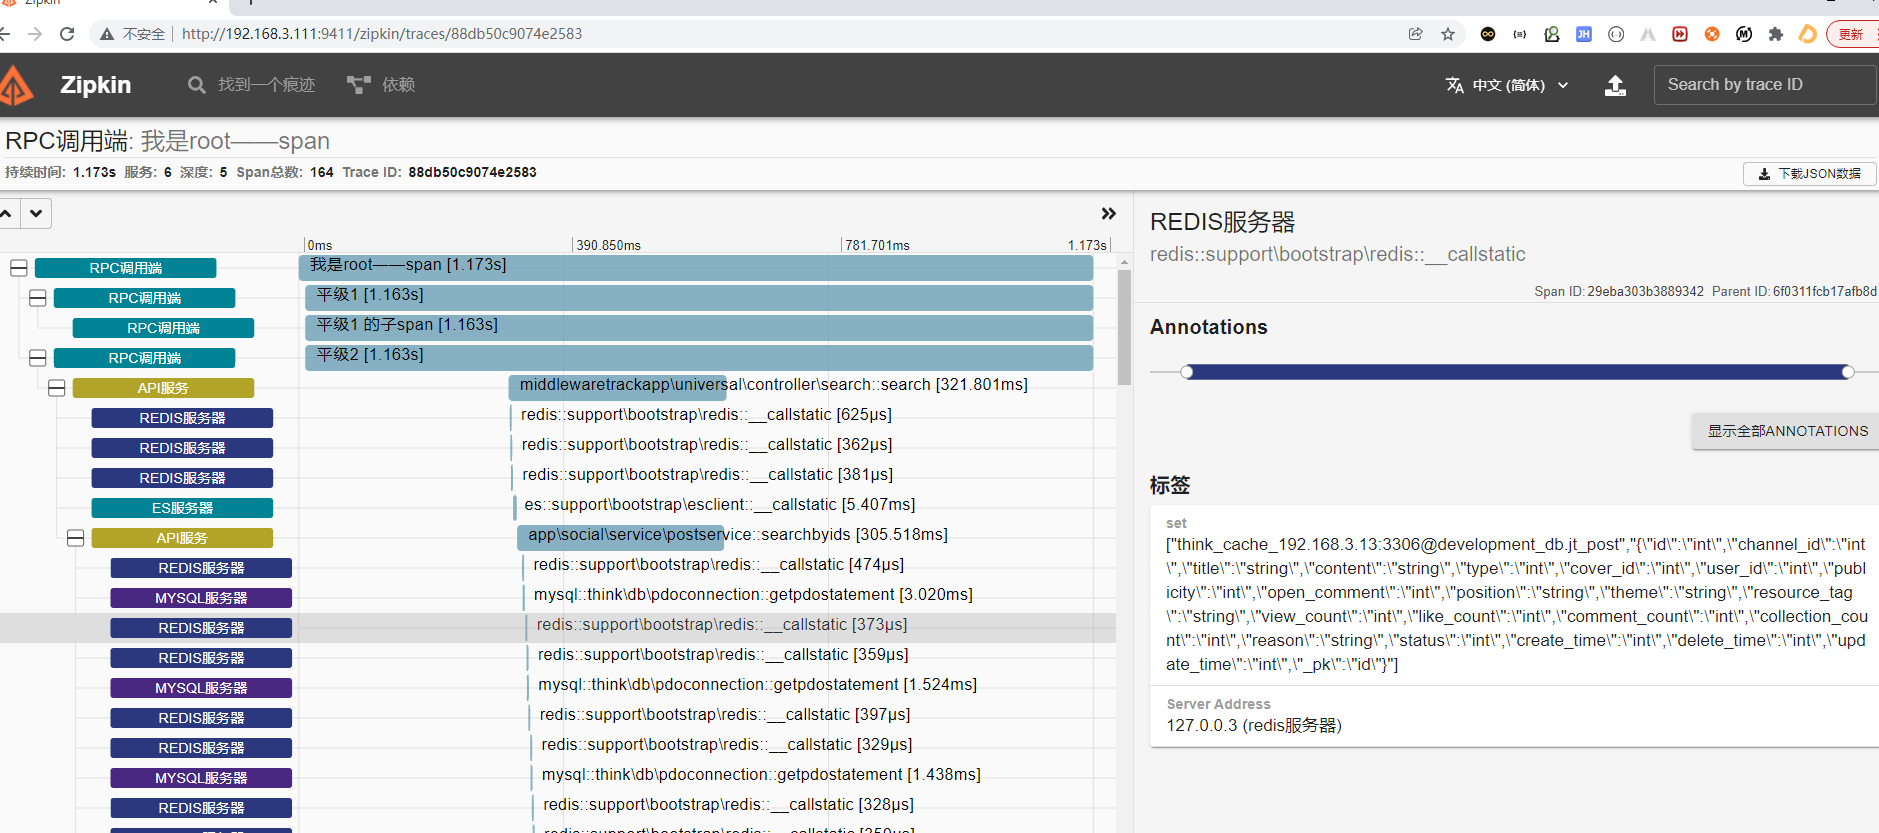 Zipkin
不安全
http://192.168.3.111:9411/zipkin/traces/88db50c9074e2583
更新
Zipkin
找到一个痕迹
依赖
中文 (简体)
Search by trace ID
RPC调用端: 我是root——span
持续时间: 1.173s 服务: 6 深度: 5 Span总数: 164 Trace ID: 88db50c9074e2583
下载JSON数据
0ms
390.850ms
781.701ms
1.173s
RPC调用端
我是root——span [1.173s]
RPC调用端
平级1 [1.163s]
RPC调用端
平级1 的子span [1.163s]
RPC调用端
平级2 [1.163s]
API服务
middlewaretrackapp\universal\controller\search::search [321.801ms]
REDIS服务器
redis::support\bootstrap\redis::__callstatic [625μs]
REDIS服务器
redis::support\bootstrap\redis::__callstatic [362μs]
REDIS服务器
redis::support\bootstrap\redis::__callstatic [381μs]
ES服务器
es::support\bootstrap\esclient::__callstatic [5.407ms]
API服务
app\social\service\postservice::searchbyids [305.518ms]
REDIS服务器
redis::support\bootstrap\redis::__callstatic [474μs]
MYSQL服务器
mysql::think\db\pdoconnection::getpdostatement [3.020ms]
REDIS服务器
redis::support\bootstrap\redis::__callstatic [373μs]
REDIS服务器
redis::support\bootstrap\redis::__callstatic [359μs]
MYSQL服务器
mysql::think\db\pdoconnection::getpdostatement [1.524ms]
REDIS服务器
redis::support\bootstrap\redis::__callstatic [397μs]
REDIS服务器
redis::support\bootstrap\redis::__callstatic [329μs]
MYSQL服务器
mysql::think\db\pdoconnection::getpdostatement [1.438ms]
REDIS服务器
redis::support\bootstrap\redis::__callstatic [328μs]
REDIS服务器
redis::support\bootstrap\redis::__callstatic
REDIS服务器
redis::support\bootstrap\redis::__callstatic
Span ID: 29eba303b3889342 Parent ID: 6f0311fcb17afb8d
Annotations
显示全部ANNOTATIONS
标签
set
["think_cache_192.168.3.13:3306@development_db.jt_post","{\"id\":\"int\",\"channel_id\":\"int
\",\"title\":\"string\",\"content\":\"string\",\"type\":\"int\",\"cover_id\":\"int\",\"user_id\":\"int\",\"publ
icity\":\"int\",\"open_comment\":\"int\",\"position\":\"string\",\"theme\":\"string\",\"resource_tag
\":\"string\",\"view_count\":\"int\",\"like_count\":\"int\",\"comment_count\":\"int\",\"collection_cou
nt\":\"int\",\"reason\":\"string\",\"status\":\"int\",\"create_time\":\"int\",\"delete_time\":\"int\",\"upd
ate_time\":\"int\",\"_pk\":\"id\"}"]
Server Address
127.0.0.3 (redis服务器)